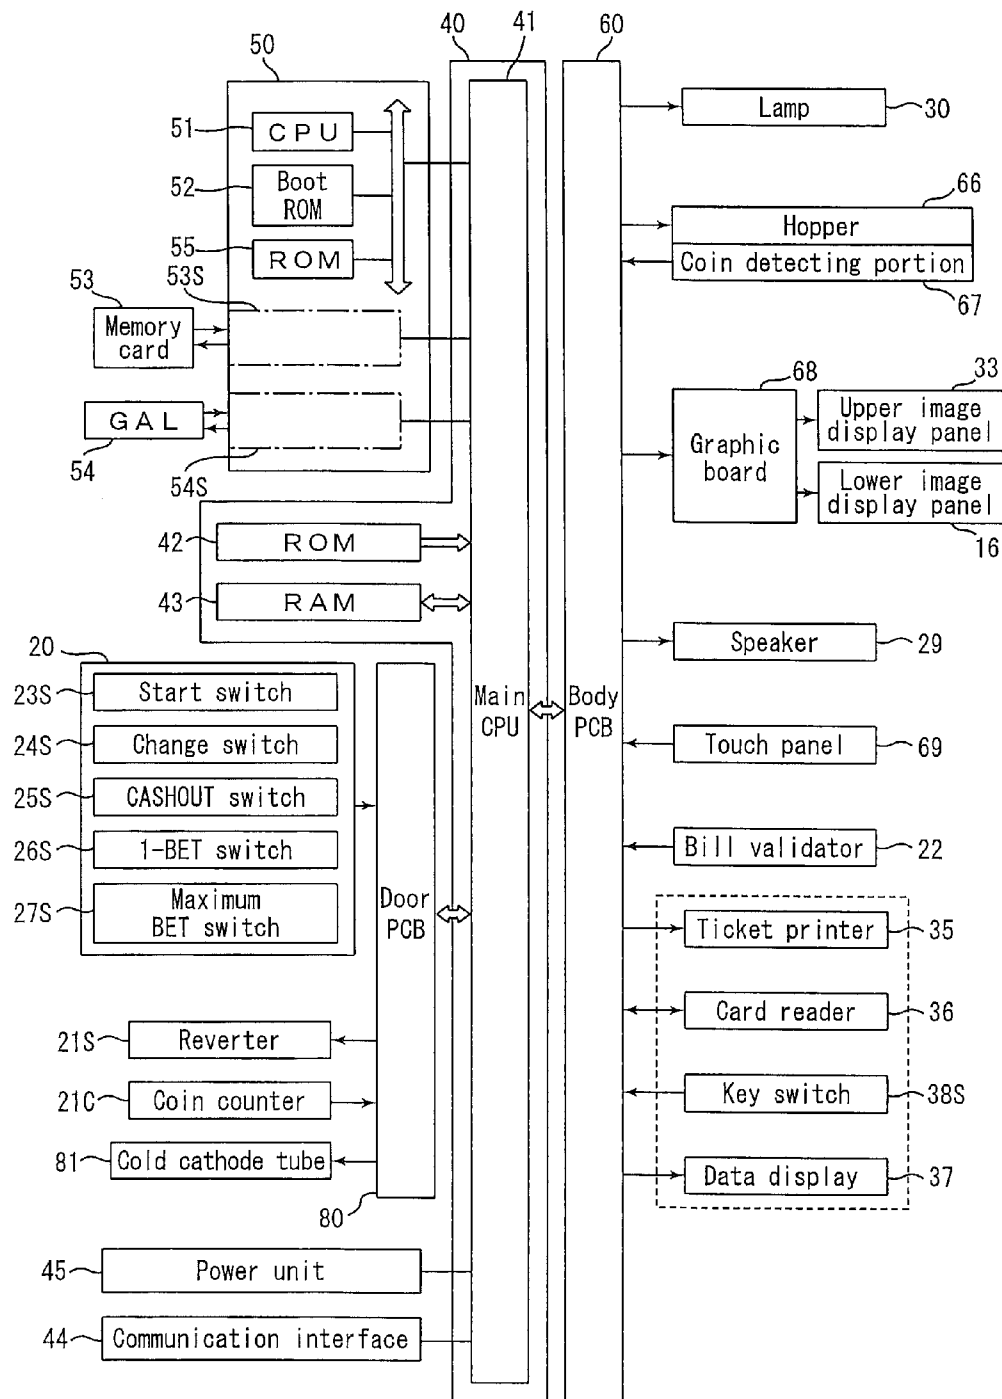 40
41
60
50
51
CPU
Lamp
30
52
Boot
ROM
66
Hopper
55
ROM
Coin detecting portion
67
53
53S
Memory
card
68
33
Upper image
display panel
GAL
54
Graphic
board
54S
Lower image
display panel
16
42
ROM
43
RAM
20
Speaker
29
23S
Start switch
Main
CPU
Body
PCB
24S
Change switch
Touch panel
69
25S
CASHOUT switch
26S
1-BET switch
Bill validator
22
27S
Maximum
BET switch
Door
PCB
Ticket printer
35
Card reader
36
21S
Reverter
21C
Coin counter
Key switch
38S
81
Cold cathode tube
Data display
37
80
45
Power unit
44
Communication interface